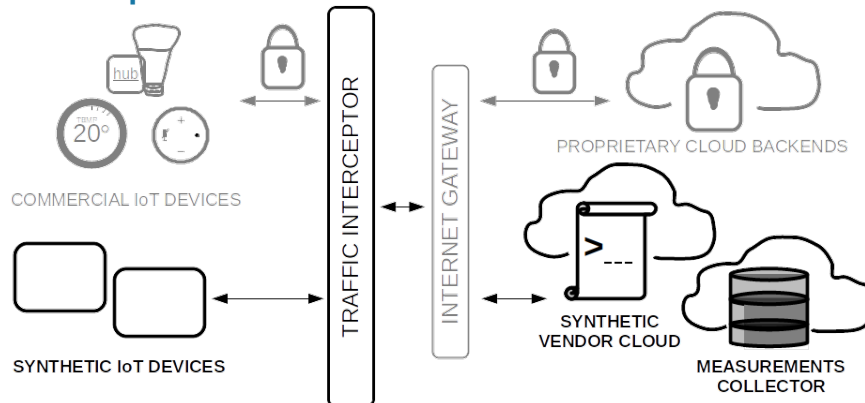 hub
TEMP
20°
+
−
COMMERCIAL IoT DEVICES
TRAFFIC INTERCEPTOR
INTERNET GATEWAY
PROPRIETARY CLOUD BACKENDS
>
---
SYNTHETIC
VENDOR CLOUD
SYNTHETIC IoT DEVICES
MEASUREMENTS
COLLECTOR